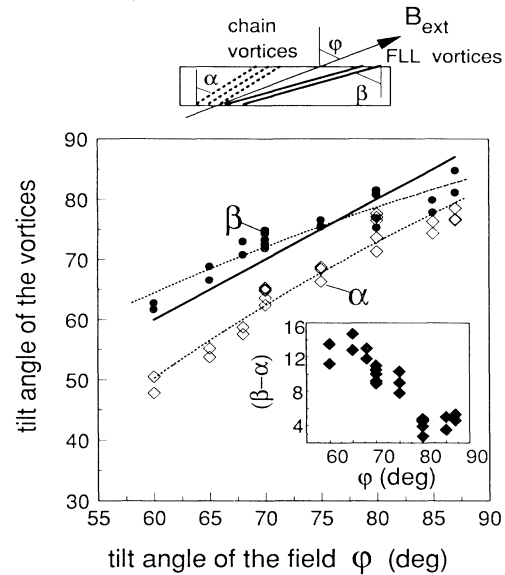 chain
vortices
φ
B_ext
FLL vortices
α
β
90
80
70
60
50
40
30
55 60 65 70 75 80 85 90
β
α
tilt angle of the vortices
tilt angle of the field φ (deg)
16
12
8
4
(β−α)
60 70 80 90
φ (deg)